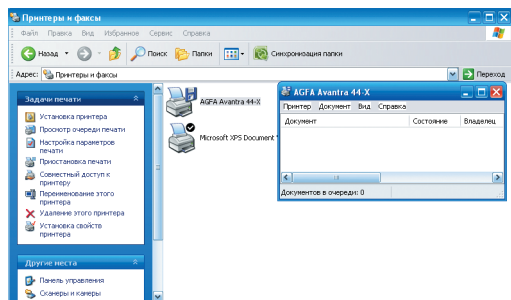 Принтеры и факсы
Файл Правка Вид Избранное Сервис Справка
Назад Поиск Папки Синхронизация папки
Адрес: Принтеры и факсы Переход
Задачи печати
Установка принтера
Просмотр очереди печати
Настройка параметров
печати
Приостановка печати
Совместный доступ к
принтеру
Переименование этого
принтера
Удаление этого принтера
Установка свойств
принтера
Другие места
Панель управления
Сканеры и камеры
AGFA Avantra 44-X
Microsoft XPS Document
AGFA Avantra 44-X
Принтер Документ Вид Справка
Документ Состояние Владелец
Документов в очереди: 0